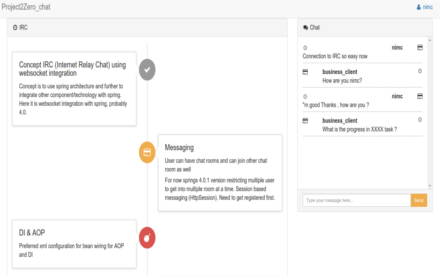 Project2Zero_chat
nimc
IRC
Concept IRC (Internet Relay Chat) using
websocket integration
Concept is to use spring architecture and further to
integrate other component/technology with spring.
Here it is websocket integration with spring, probably
4.0.
Messaging
User can have chat rooms and can join other chat
room as well
For now springs 4.0.1 version restricting multiple user
to get into multiple room at a time. Session based
messaging (HttpSession). Need to get registered first.
DI & AOP
Preferred xml configuration for bean wiring for AOP
and DI
Chat
nimc
Connection to IRC so easy now
business_client
How are you nimc?
nimc
"m good Thanks , how are you ?
business_client
What is the progress in XXXX task ?
Type your message here...
Send